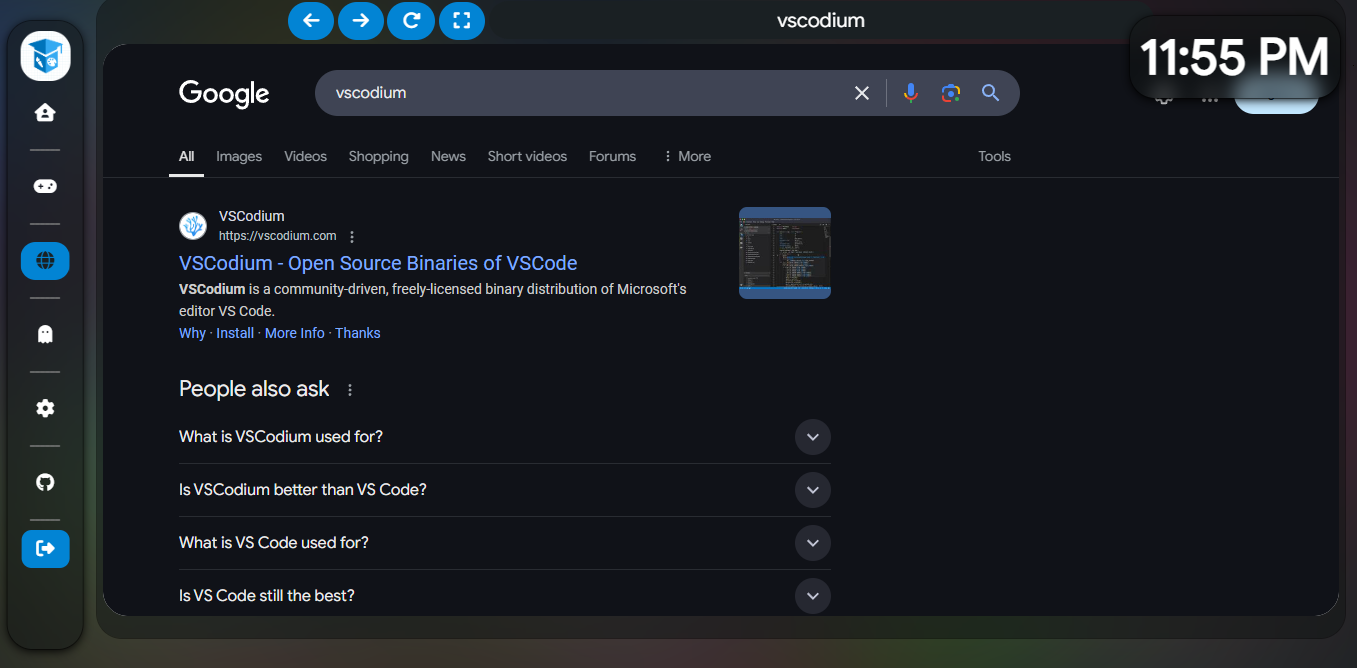 vscodium
11:55 PM
Google
vscodium
All Images Videos Shopping News Short videos Forums More Tools
VSCodium
https://vscodium.com
VSCodium - Open Source Binaries of VSCode
VSCodium is a community-driven, freely-licensed binary distribution of Microsoft's
editor VS Code.
Why · Install · More Info · Thanks
People also ask
What is VSCodium used for?
Is VSCodium better than VS Code?
What is VS Code used for?
Is VS Code still the best?